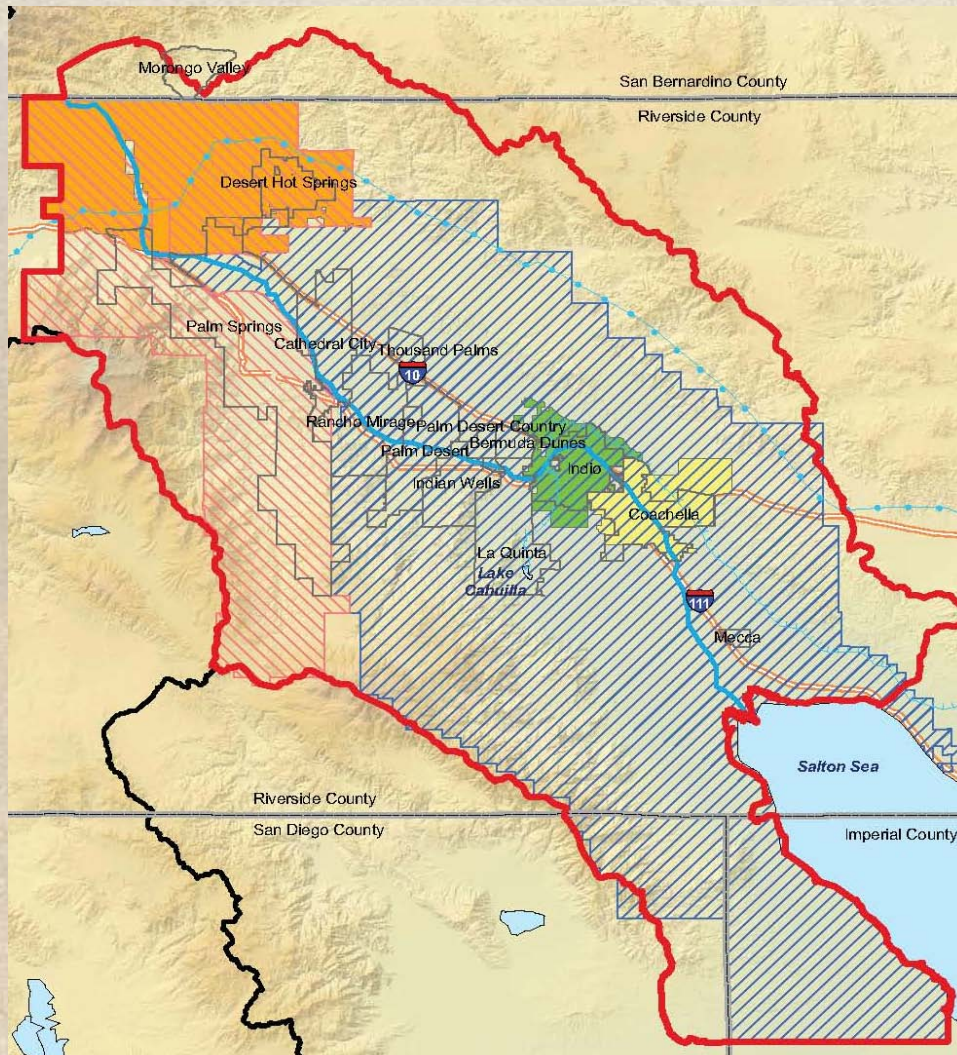 Morongo Valley
San Bernardino County
Riverside County
Desert Hot Springs
Palm Springs
Cathedral City
Thousand Palms
10
Rancho Mirage
Palm Desert Country
Bermuda Dunes
Palm Desert
Indio
Indian Wells
Coachella
La Quinta
Lake
Cahuilla
111
Mecca
Salton Sea
Riverside County
San Diego County
Imperial County